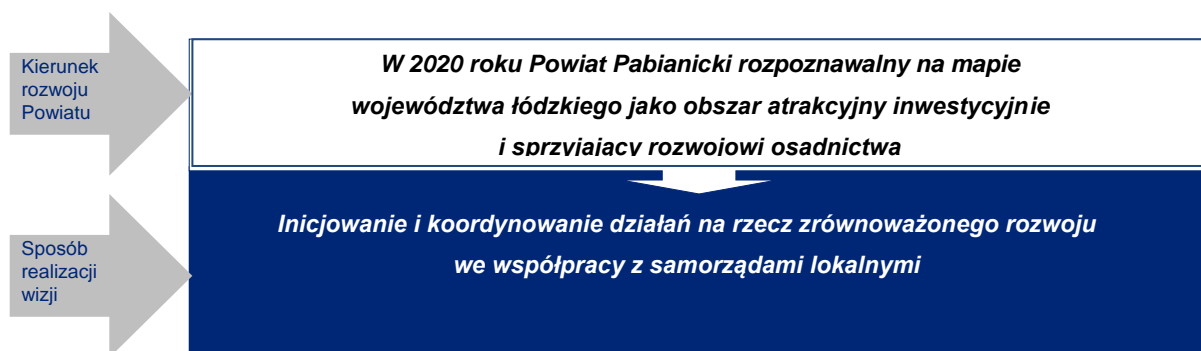 Kierunek
rozwoju
Powiatu
W 2020 roku Powiat Pabianicki rozpoznawalny na mapie
województwa łódzkiego jako obszar atrakcyjny inwestycyjnie
i sprzyjający rozwojowi osadnictwa
Sposób
realizacji
wizji
Inicjowanie i koordynowanie działań na rzecz zrównoważonego rozwoju
we współpracy z samorządami lokalnymi